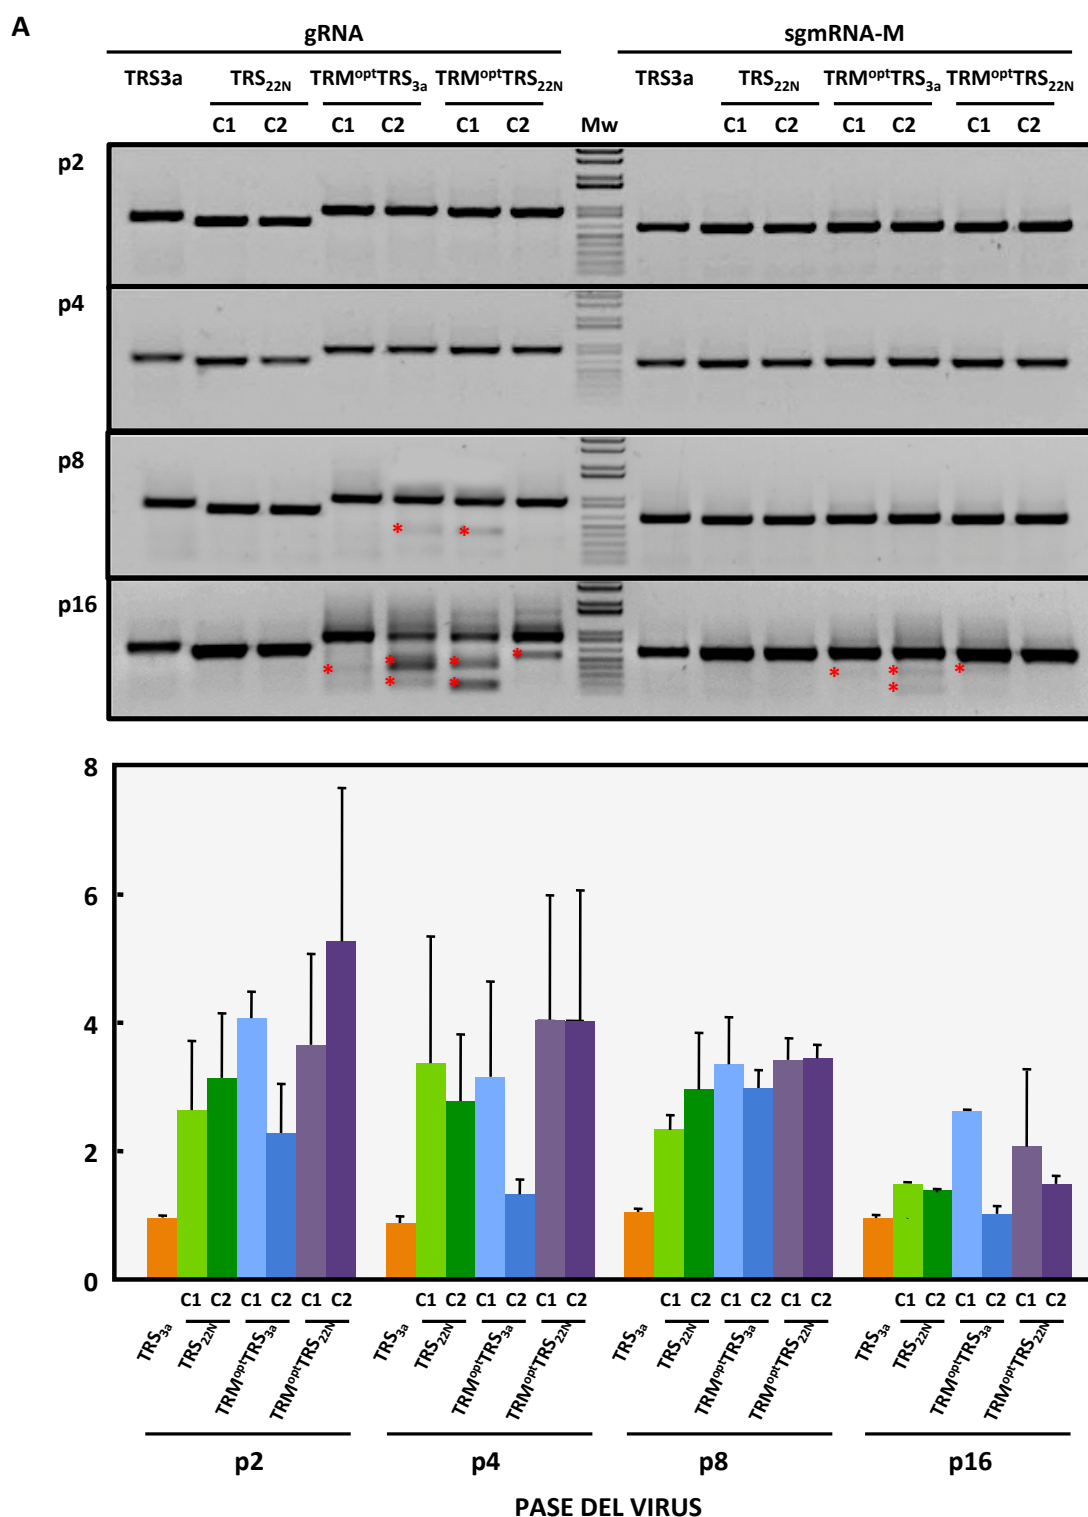 A
gRNA sgmRNA-M
TRS3a TRS22N TRMoptTRS3a TRMoptTRS22N TRS3a TRS22N TRMoptTRS3a TRMoptTRS22N
C1 C2 C1 C2 C1 C2 Mw C1 C2 C1 C2 C1 C2
p2
p4
p8
* *
p16
* * * * * * * * * * *
8
6
4
2
0
C1 C2 C1 C2 C1 C2 C1 C2 C1 C2 C1 C2 C1 C2 C1 C2 C1 C2 C1 C2 C1 C2 C1 C2
TRS3a TRS22N TRMoptTRS3a TRMoptTRS22N TRS3a TRS22N TRMoptTRS3a TRMoptTRS22N TRS3a TRS22N TRMoptTRS3a TRMoptTRS22N TRS3a TRS22N TRMoptTRS3a TRMoptTRS22N
p2 p4 p8 p16
PASE DEL VIRUS